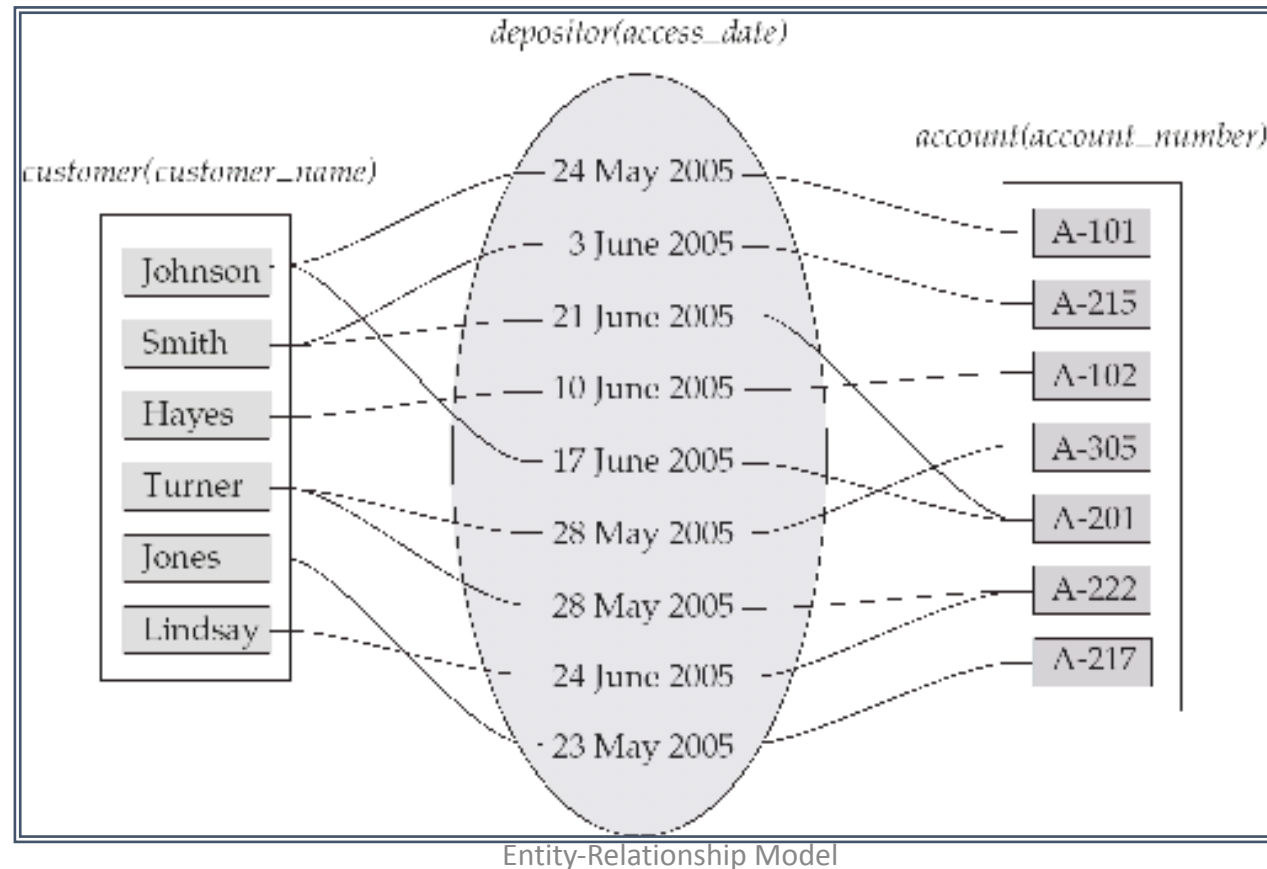 depositor(access_date)
account(account_number)
customer(customer_name)
Johnson
Smith
Hayes
Turner
Jones
Lindsay
24 May 2005
3 June 2005
21 June 2005
10 June 2005
17 June 2005
28 May 2005
28 May 2005
24 June 2005
23 May 2005
A-101
A-215
A-102
A-305
A-201
A-222
A-217
Entity-Relationship Model